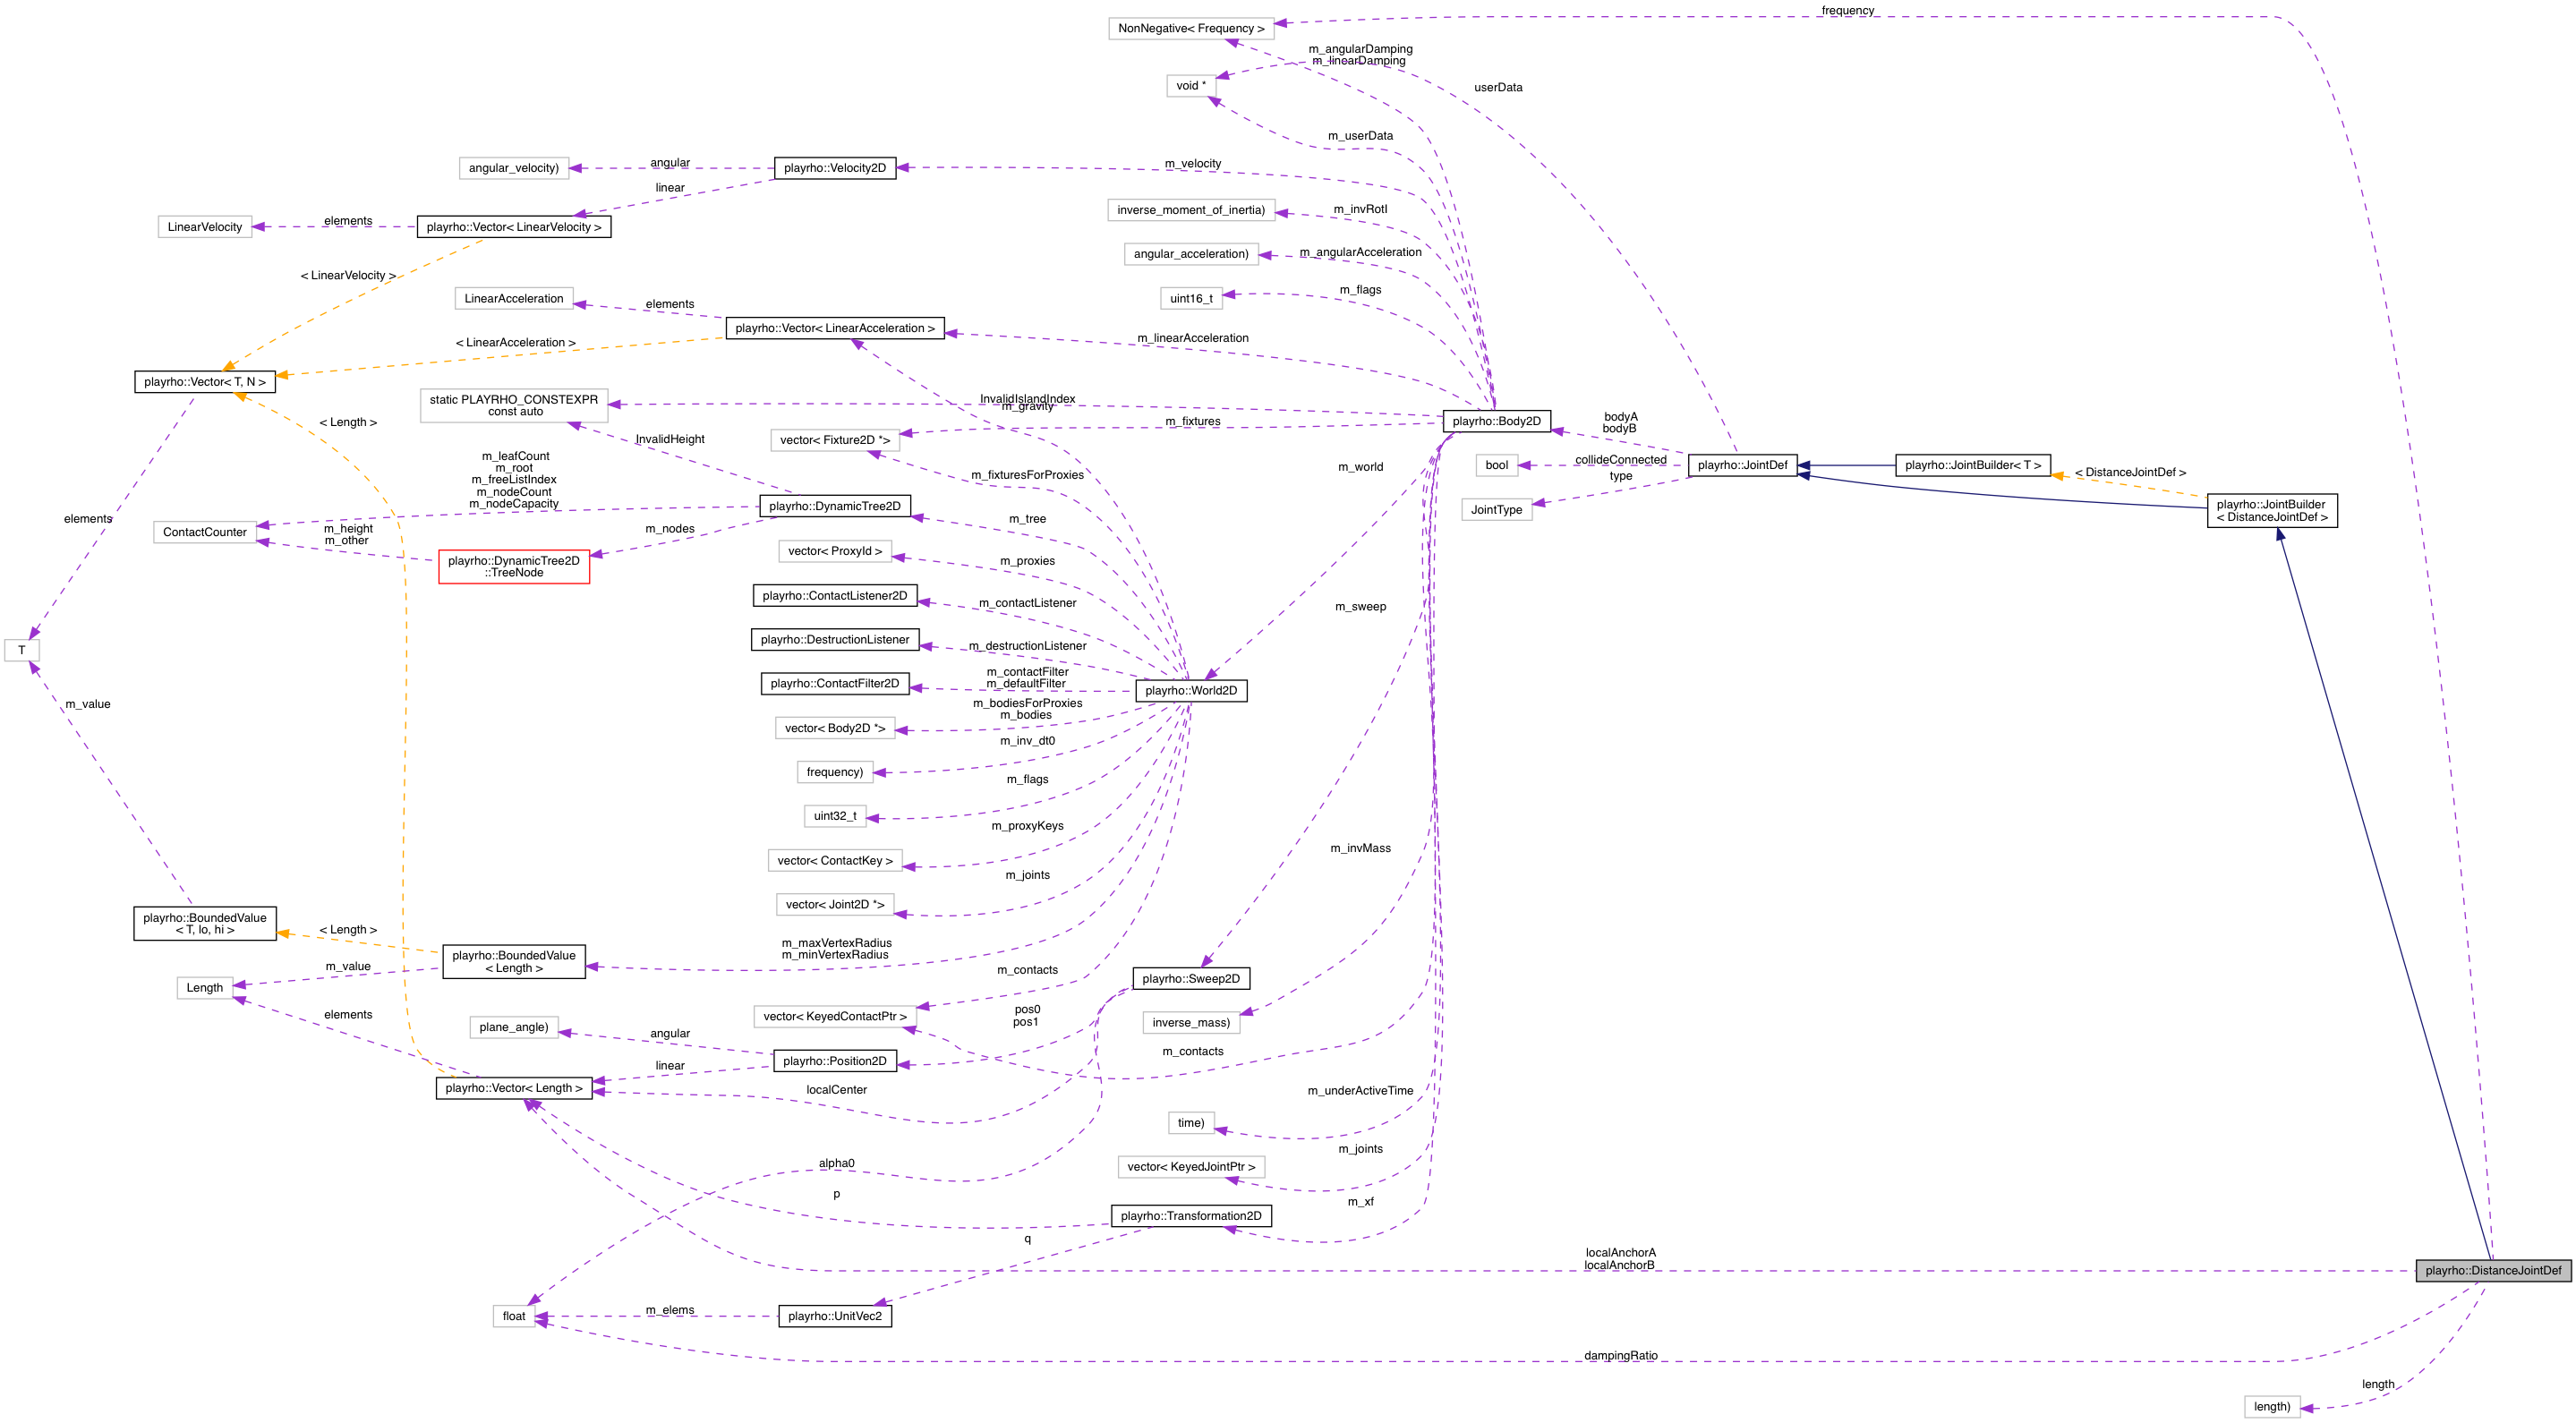 frequency
NonNegative< Frequency >
m_angularDamping
m_linearDamping
void *
userData
m_userData
angular_velocity)
angular
playrho::Velocity2D
m_velocity
linear
inverse_moment_of_inertia)
m_invRotI
LinearVelocity
elements
playrho::Vector< LinearVelocity >
angular_acceleration)
m_angularAcceleration
< LinearVelocity >
uint16_t
m_flags
LinearAcceleration
elements
playrho::Vector< LinearAcceleration >
m_linearAcceleration
< LinearAcceleration >
playrho::Vector< T, N >
static PLAYRHO_CONSTEXPR
const auto
InvalidIslandIndex
m_gravity
playrho::Body2D
bodyA
bodyB
< Length >
vector< Fixture2D *>
m_fixtures
InvalidHeight
m_fixturesForProxies
m_world
bool
collideConnected
type
playrho::JointDef
playrho::JointBuilder< T >
< DistanceJointDef >
m_leafCount
m_root
m_freeListIndex
m_nodeCount
m_nodeCapacity
playrho::DynamicTree2D
JointType
playrho::JointBuilder
< DistanceJointDef >
elements
ContactCounter
m_height
m_other
m_nodes
m_tree
playrho::DynamicTree2D
::TreeNode
vector< ProxyId >
m_proxies
playrho::ContactListener2D
m_contactListener
m_sweep
T
playrho::DestructionListener
m_destructionListener
playrho::ContactFilter2D
m_contactFilter
m_defaultFilter
playrho::World2D
m_value
vector< Body2D *>
m_bodiesForProxies
m_bodies
frequency)
m_inv_dt0
uint32_t
m_flags
vector< ContactKey >
m_proxyKeys
m_invMass
vector< Joint2D *>
m_joints
playrho::BoundedValue
< T, lo, hi >
< Length >
playrho::BoundedValue
< Length >
m_maxVertexRadius
m_minVertexRadius
m_value
Length
m_contacts
playrho::Sweep2D
elements
plane_angle)
vector< KeyedContactPtr >
pos0
pos1
inverse_mass)
angular
playrho::Position2D
m_contacts
linear
playrho::Vector< Length >
localCenter
m_underActiveTime
time)
m_joints
alpha0
vector< KeyedJointPtr >
p
m_xf
playrho::Transformation2D
q
localAnchorA
localAnchorB
playrho::DistanceJointDef
float
m_elems
playrho::UnitVec2
dampingRatio
length
length)